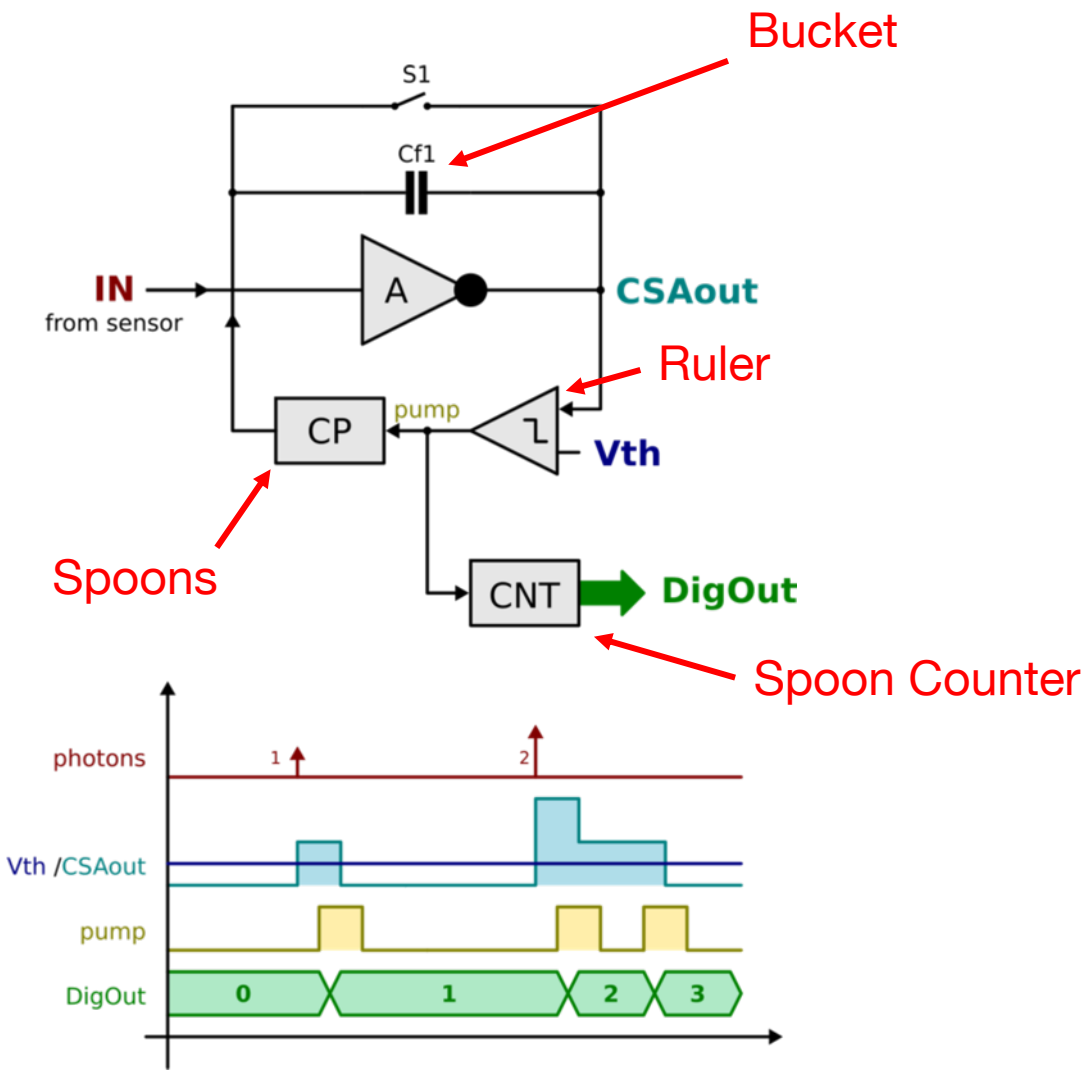 Bucket
S1
Cf1
IN
from sensor
A
CSAout
Ruler
pump
CP
Vth
Spoons
CNT
DigOut
Spoon Counter
photons
1
2
Vth /CSAout
pump
DigOut
0
1
2
3